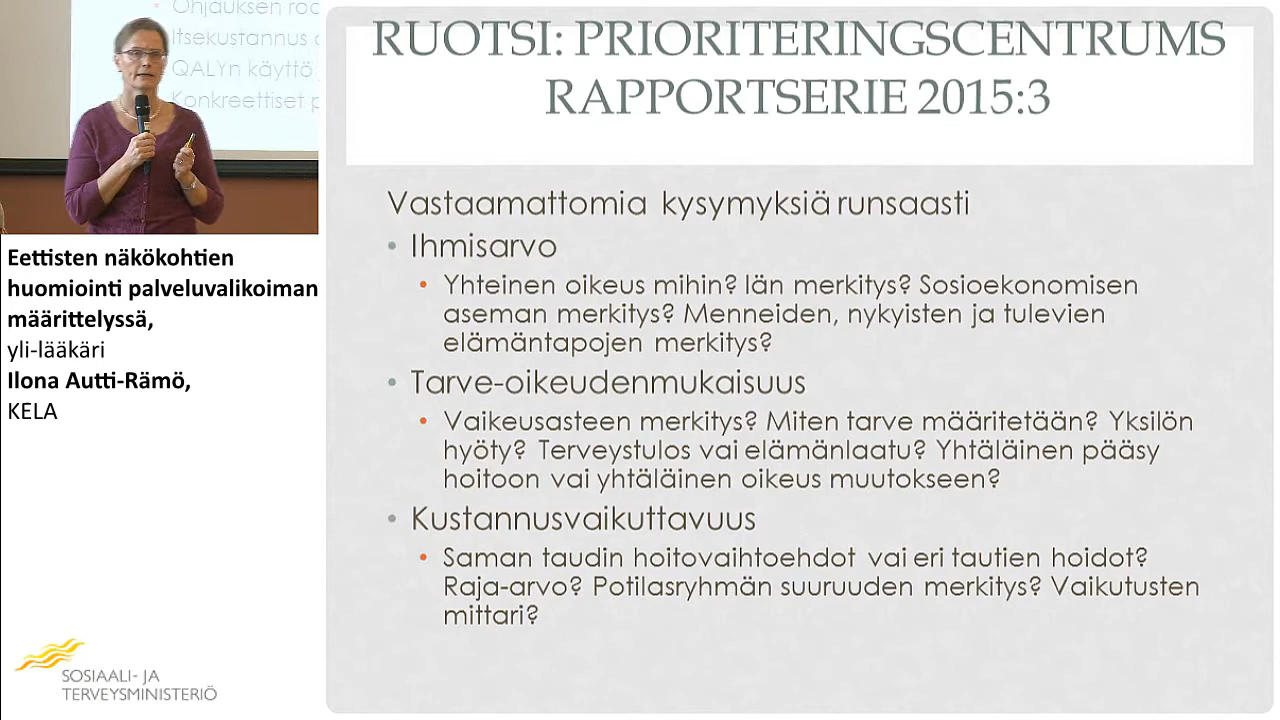 Ohjauksen
Itsekustannus
QALYn käyttö
Konkreettiset
Eettisten näkökohtien
huomiointi palveluvalikoiman
määrittelyssä,
yli-lääkäri
Ilona Autti-Rämö,
KELA
SOSIAALI- JA
TERVEYSMINISTERIÖ
RUOTSI: PRIORITERINGSCENTRUMS
RAPPORTSERIE 2015:3
Vastaamattomia kysymyksiä runsaasti
• Ihmisarvo
• Yhteinen oikeus mihin? Iän merkitys? Sosioekonomisen
aseman merkitys? Menneiden, nykyisten ja tulevien
elämäntapojen merkitys?
• Tarve-oikeudenmukaisuus
• Vaikeusasteen merkitys? Miten tarve määritetään? Yksilön
hyöty? Terveystulos vai elämänlaatu? Yhtäläinen pääsy
hoitoon vai yhtäläinen oikeus muutokseen?
• Kustannusvaikuttavuus
• Saman taudin hoitovaihtoehdot vai eri tautien hoidot?
Raja-arvo? Potilasryhmän suuruuden merkitys? Vaikutusten
mittari?